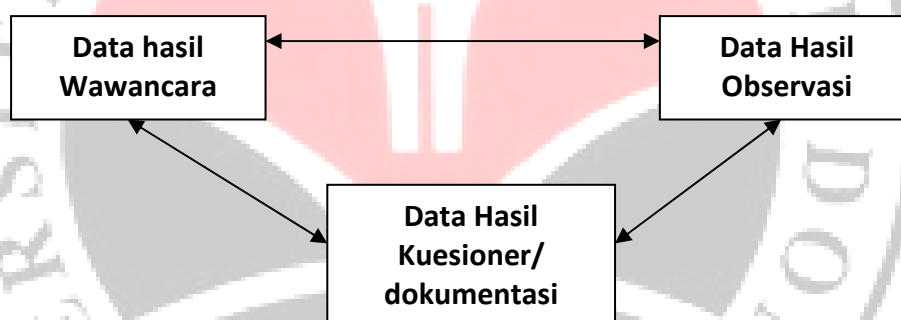 Data hasil
Wawancara
Data Hasil
Observasi
Data Hasil
Kuesioner/
dokumentasi